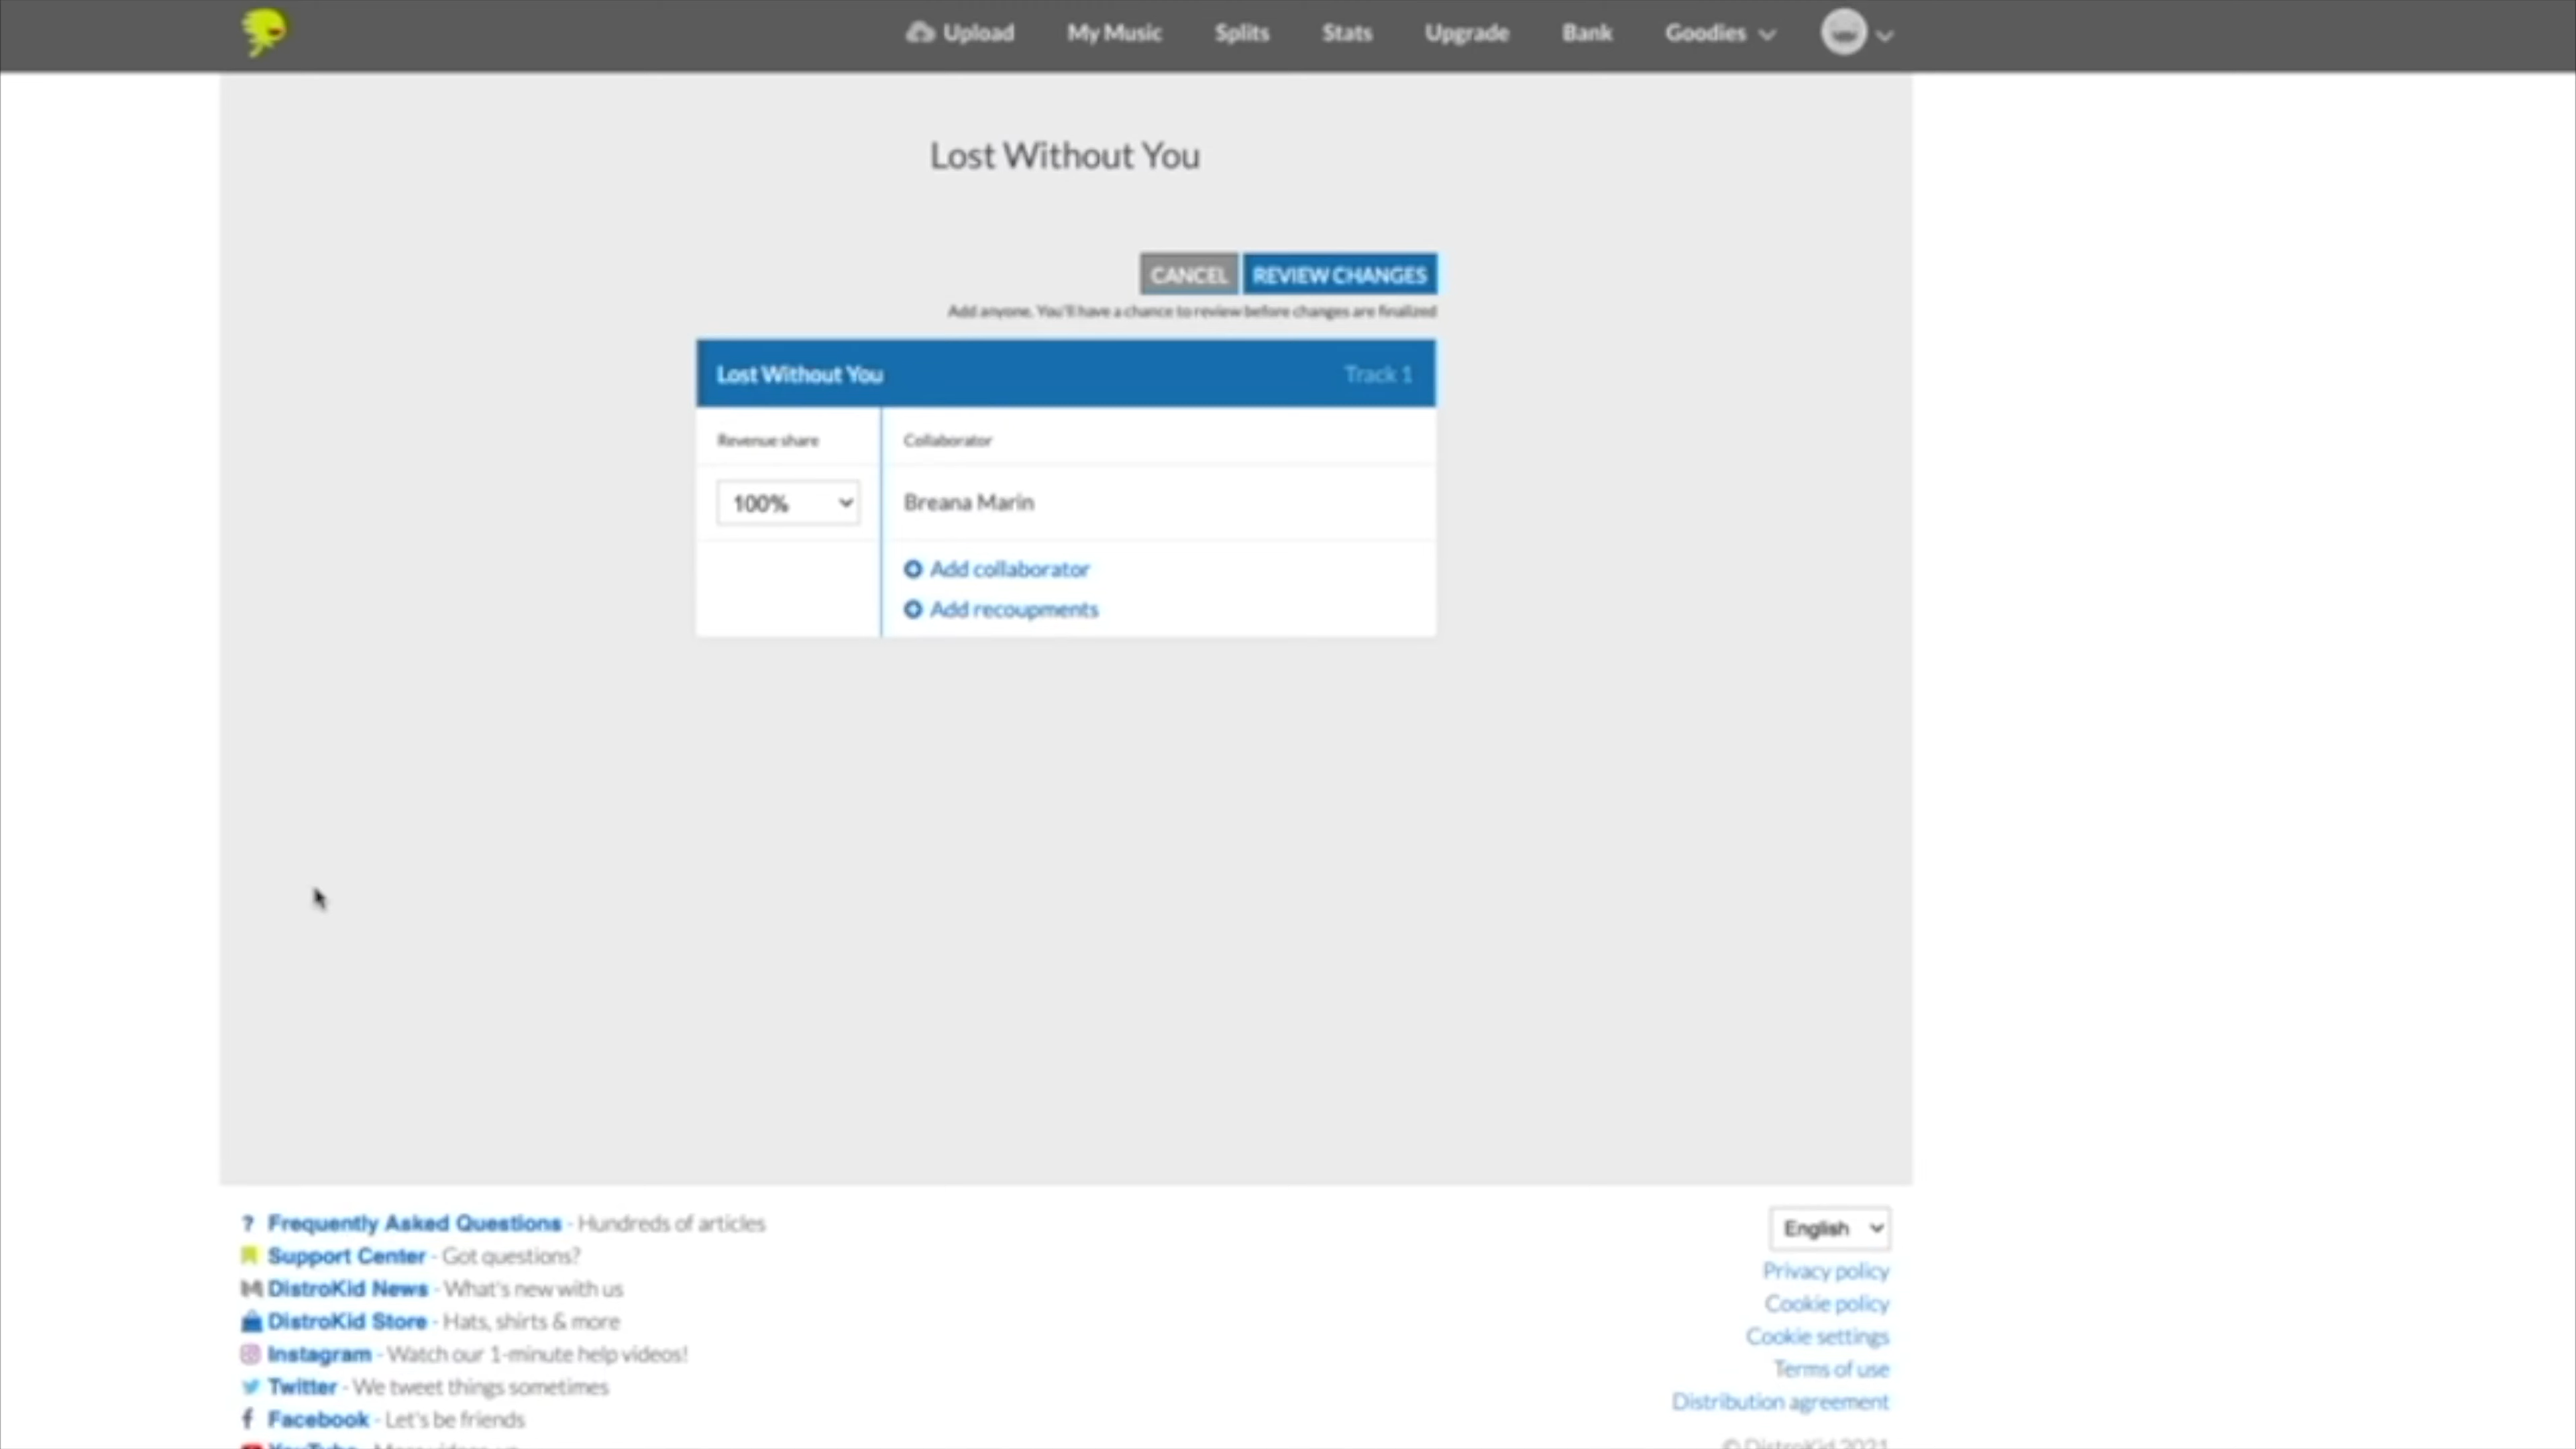 Upload My Music Splits Stats Upgrade Bank Goodies
Lost Without You
CANCEL REVIEW CHANGES
Add anyone. You'll have a chance to review before changes are finalized
Lost Without You Track 1
Revenue share Collaborator
100% Breana Marin
Add collaborator
Add recoupments
? Frequently Asked Questions - Hundreds of articles
Support Center - Got questions?
DistroKid News - What's new with us
DistroKid Store - Hats, shirts & more
Instagram - Watch our 1-minute help videos!
Twitter - We tweet things sometimes
Facebook - Let's be friends
English
Privacy policy
Cookie policy
Cookie settings
Terms of use
Distribution agreement
© DistroKid 2021